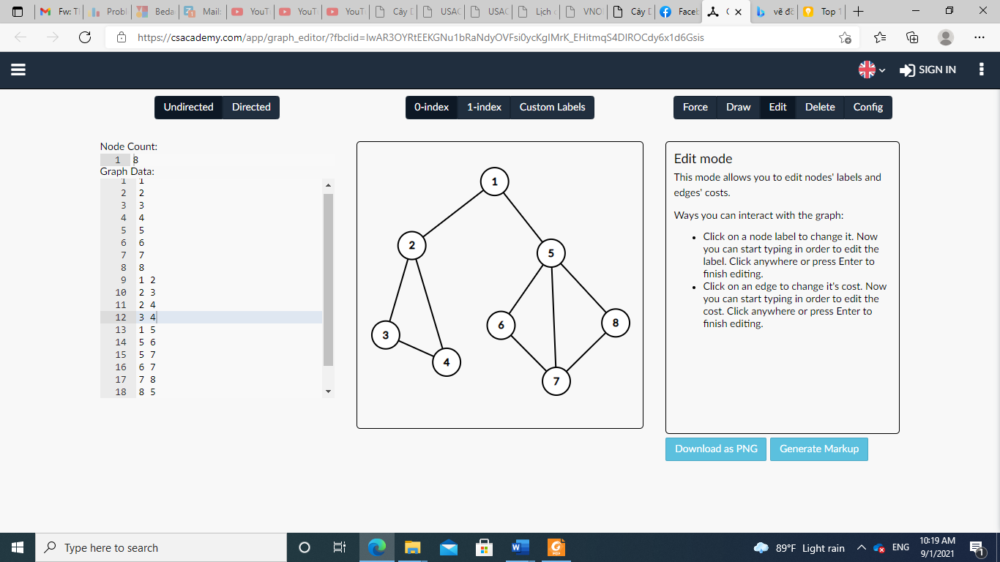 Fw: T
Probl
Beda
Mail:
YouT
YouT
YouT
Cây D
USAC
USAC
Lịch c
VNO
Cây D
Faceb
vẽ đồ
Top 1
https://csacademy.com/app/graph_editor/?fbclid=IwAR3OYRtEEKGNu1bRaNdyOVFsi0ycKgIMrK_EHitmqS4DIROCdy6x1d6Gsis
SIGN IN
Undirected Directed
0-index 1-index Custom Labels
Force Draw Edit Delete Config
Node Count:
1 8
Graph Data:
1 1
2 2
3 3
4 4
5 5
6 6
7 7
8 8
9 1 2
10 2 3
11 2 4
12 3 4
13 1 5
14 5 6
15 5 7
16 6 7
17 7 8
18 8 5
1
2
5
3
6
8
4
7
Edit mode
This mode allows you to edit nodes' labels and
edges' costs.
Ways you can interact with the graph:
• Click on a node label to change it. Now
you can start typing in order to edit the
label. Click anywhere or press Enter to
finish editing.
• Click on an edge to change it's cost. Now
you can start typing in order to edit the
cost. Click anywhere or press Enter to
finish editing.
Download as PNG Generate Markup
Type here to search
89°F Light rain
ENG
10:19 AM
9/1/2021
1